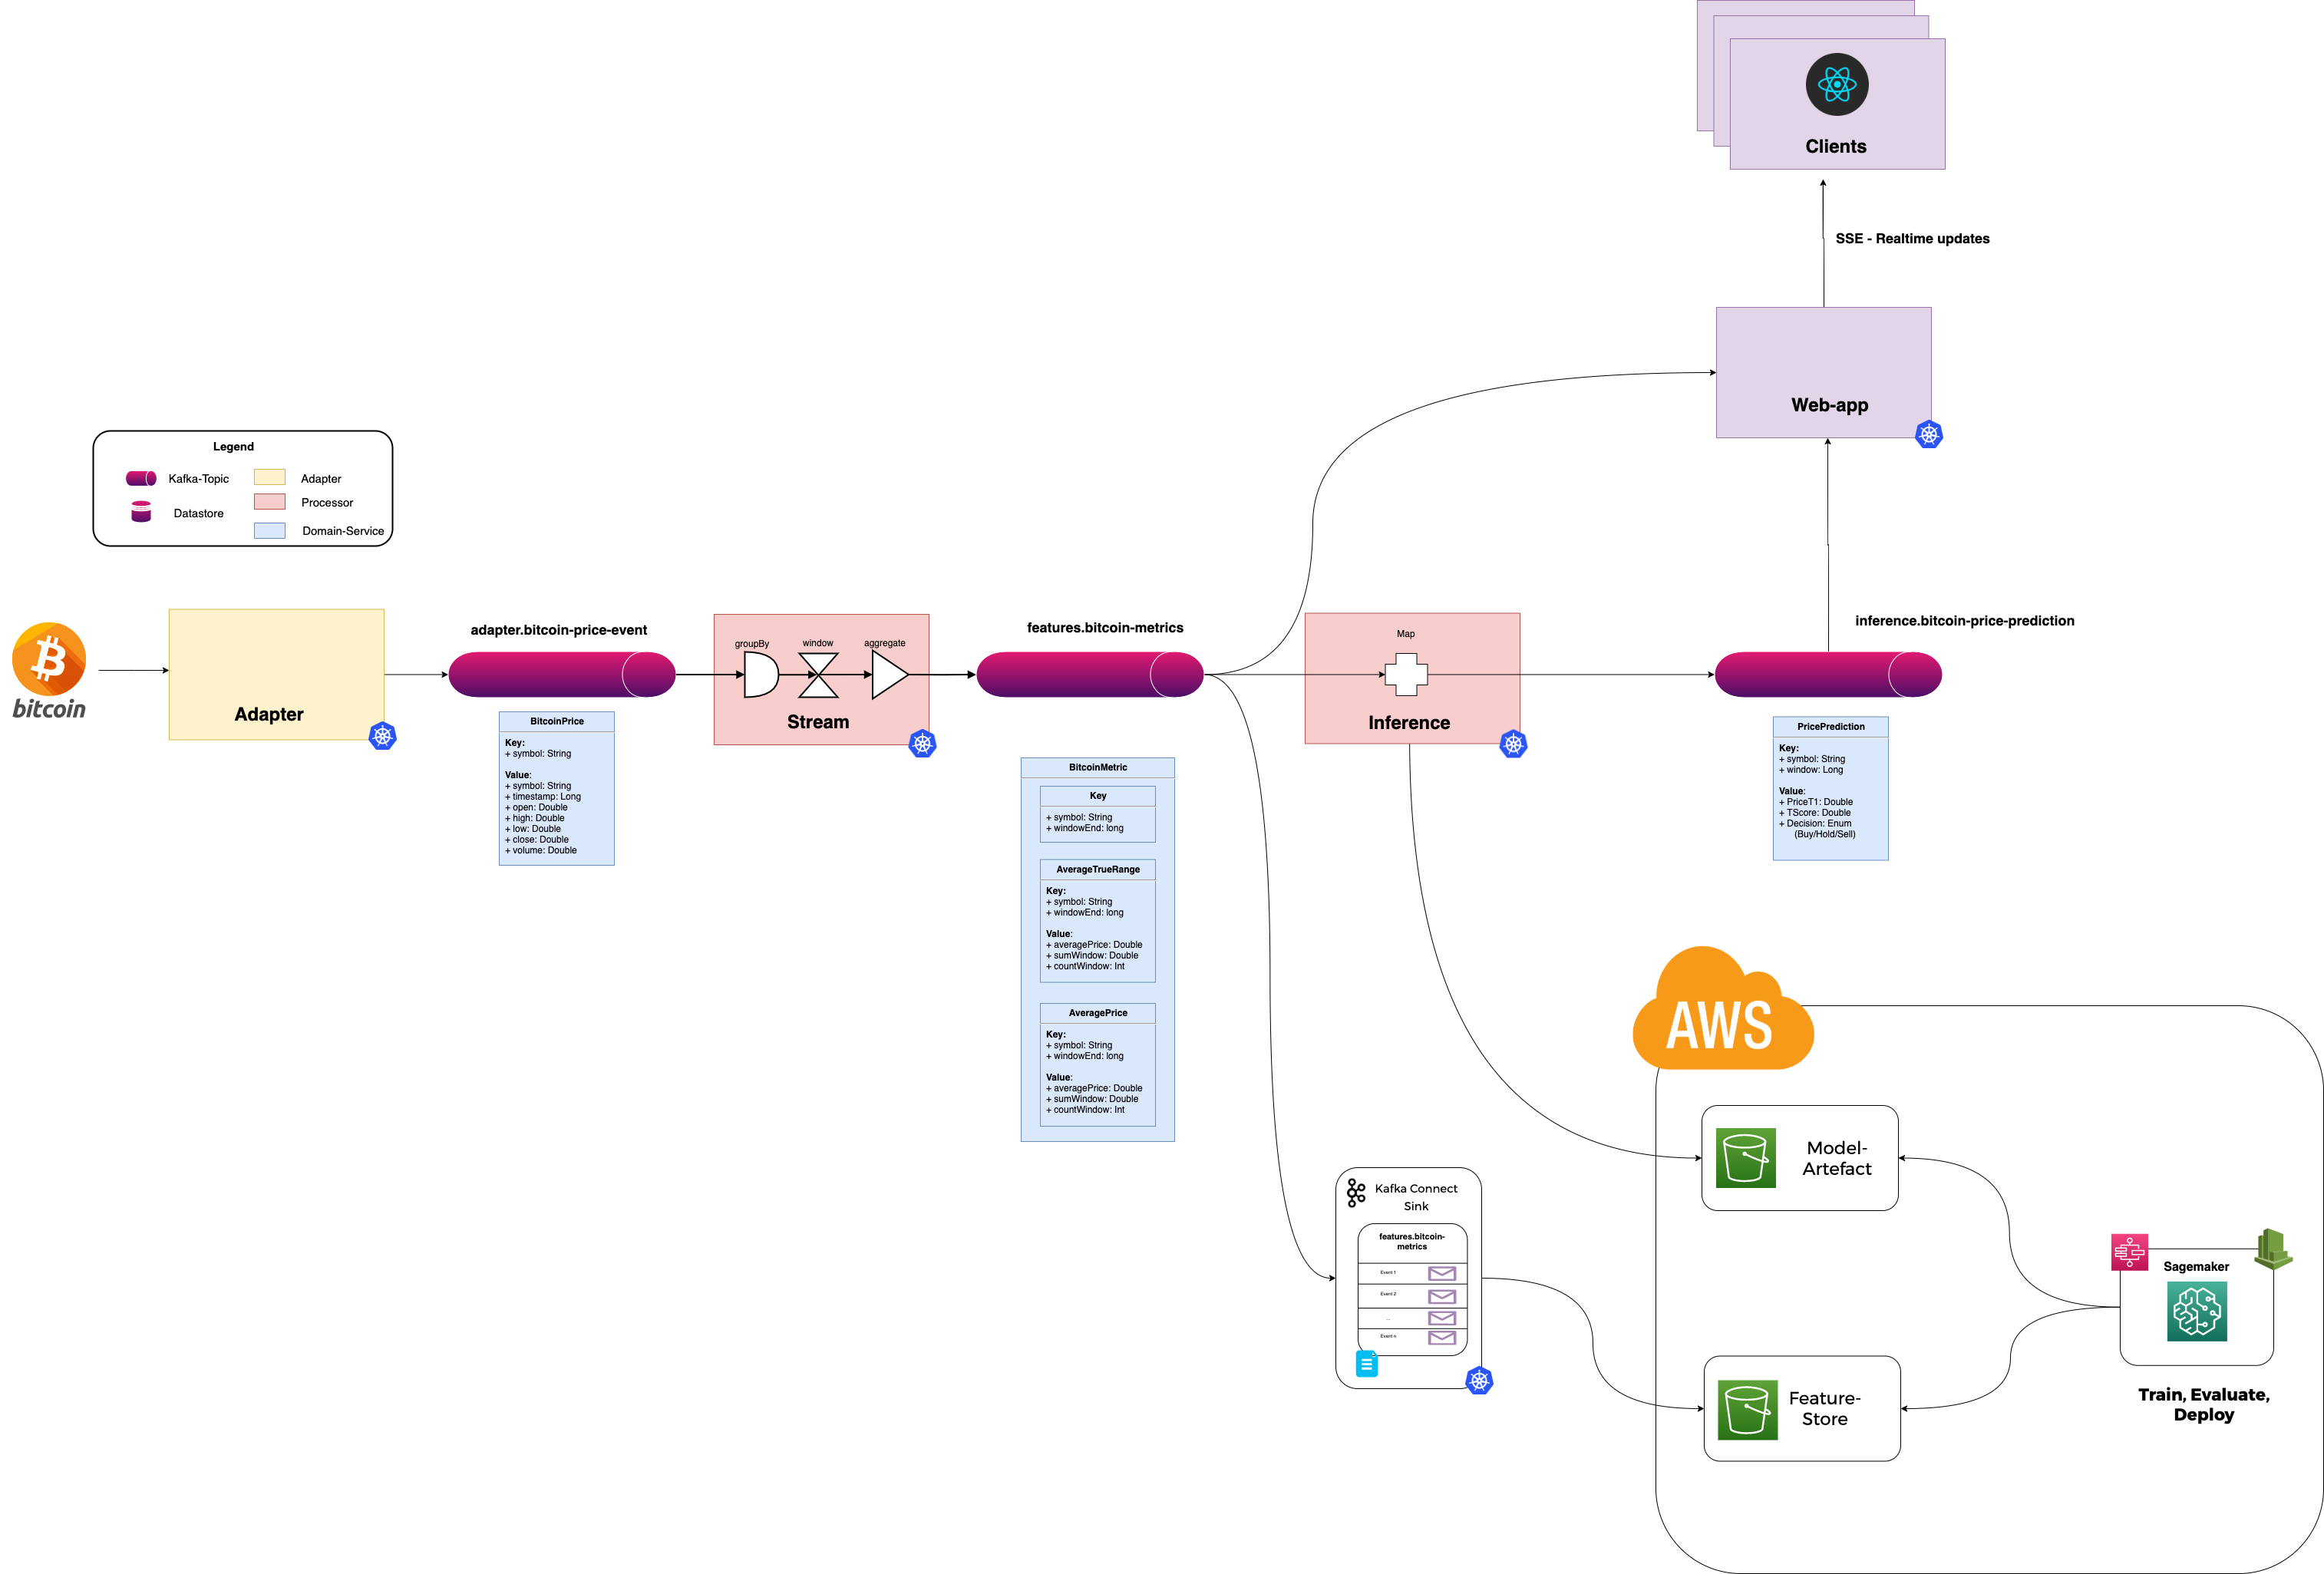 Clients
SSE - Realtime updates
Web-app
Legend
Kafka-Topic
Adapter
Processor
Datastore
Domain-Service
bitcoin
Adapter
adapter.bitcoin-price-event
BitcoinPrice
Key:
+ symbol: String
Value:
+ symbol: String
+ timestamp: Long
+ open: Double
+ high: Double
+ low: Double
+ close: Double
+ volume: Double
groupBy
window
aggregate
Stream
features.bitcoin-metrics
BitcoinMetric
Key
+ symbol: String
+ windowEnd: long
AverageTrueRange
Key:
+ symbol: String
+ windowEnd: long
Value:
+ averagePrice: Double
+ sumWindow: Double
+ countWindow: Int
AveragePrice
Key:
+ symbol: String
+ windowEnd: long
Value:
+ averagePrice: Double
+ sumWindow: Double
+ countWindow: Int
Map
Inference
inference.bitcoin-price-prediction
PricePrediction
Key:
+ symbol: String
+ window: Long
Value:
+ PriceT1: Double
+ TScore: Double
+ Decision: Enum
(Buy/Hold/Sell)
Kafka Connect
Sink
features.bitcoin-
metrics
Event 1
Event 2
...
Event n
AWS
Model-
Artefact
Feature-
Store
Sagemaker
Train, Evaluate,
Deploy